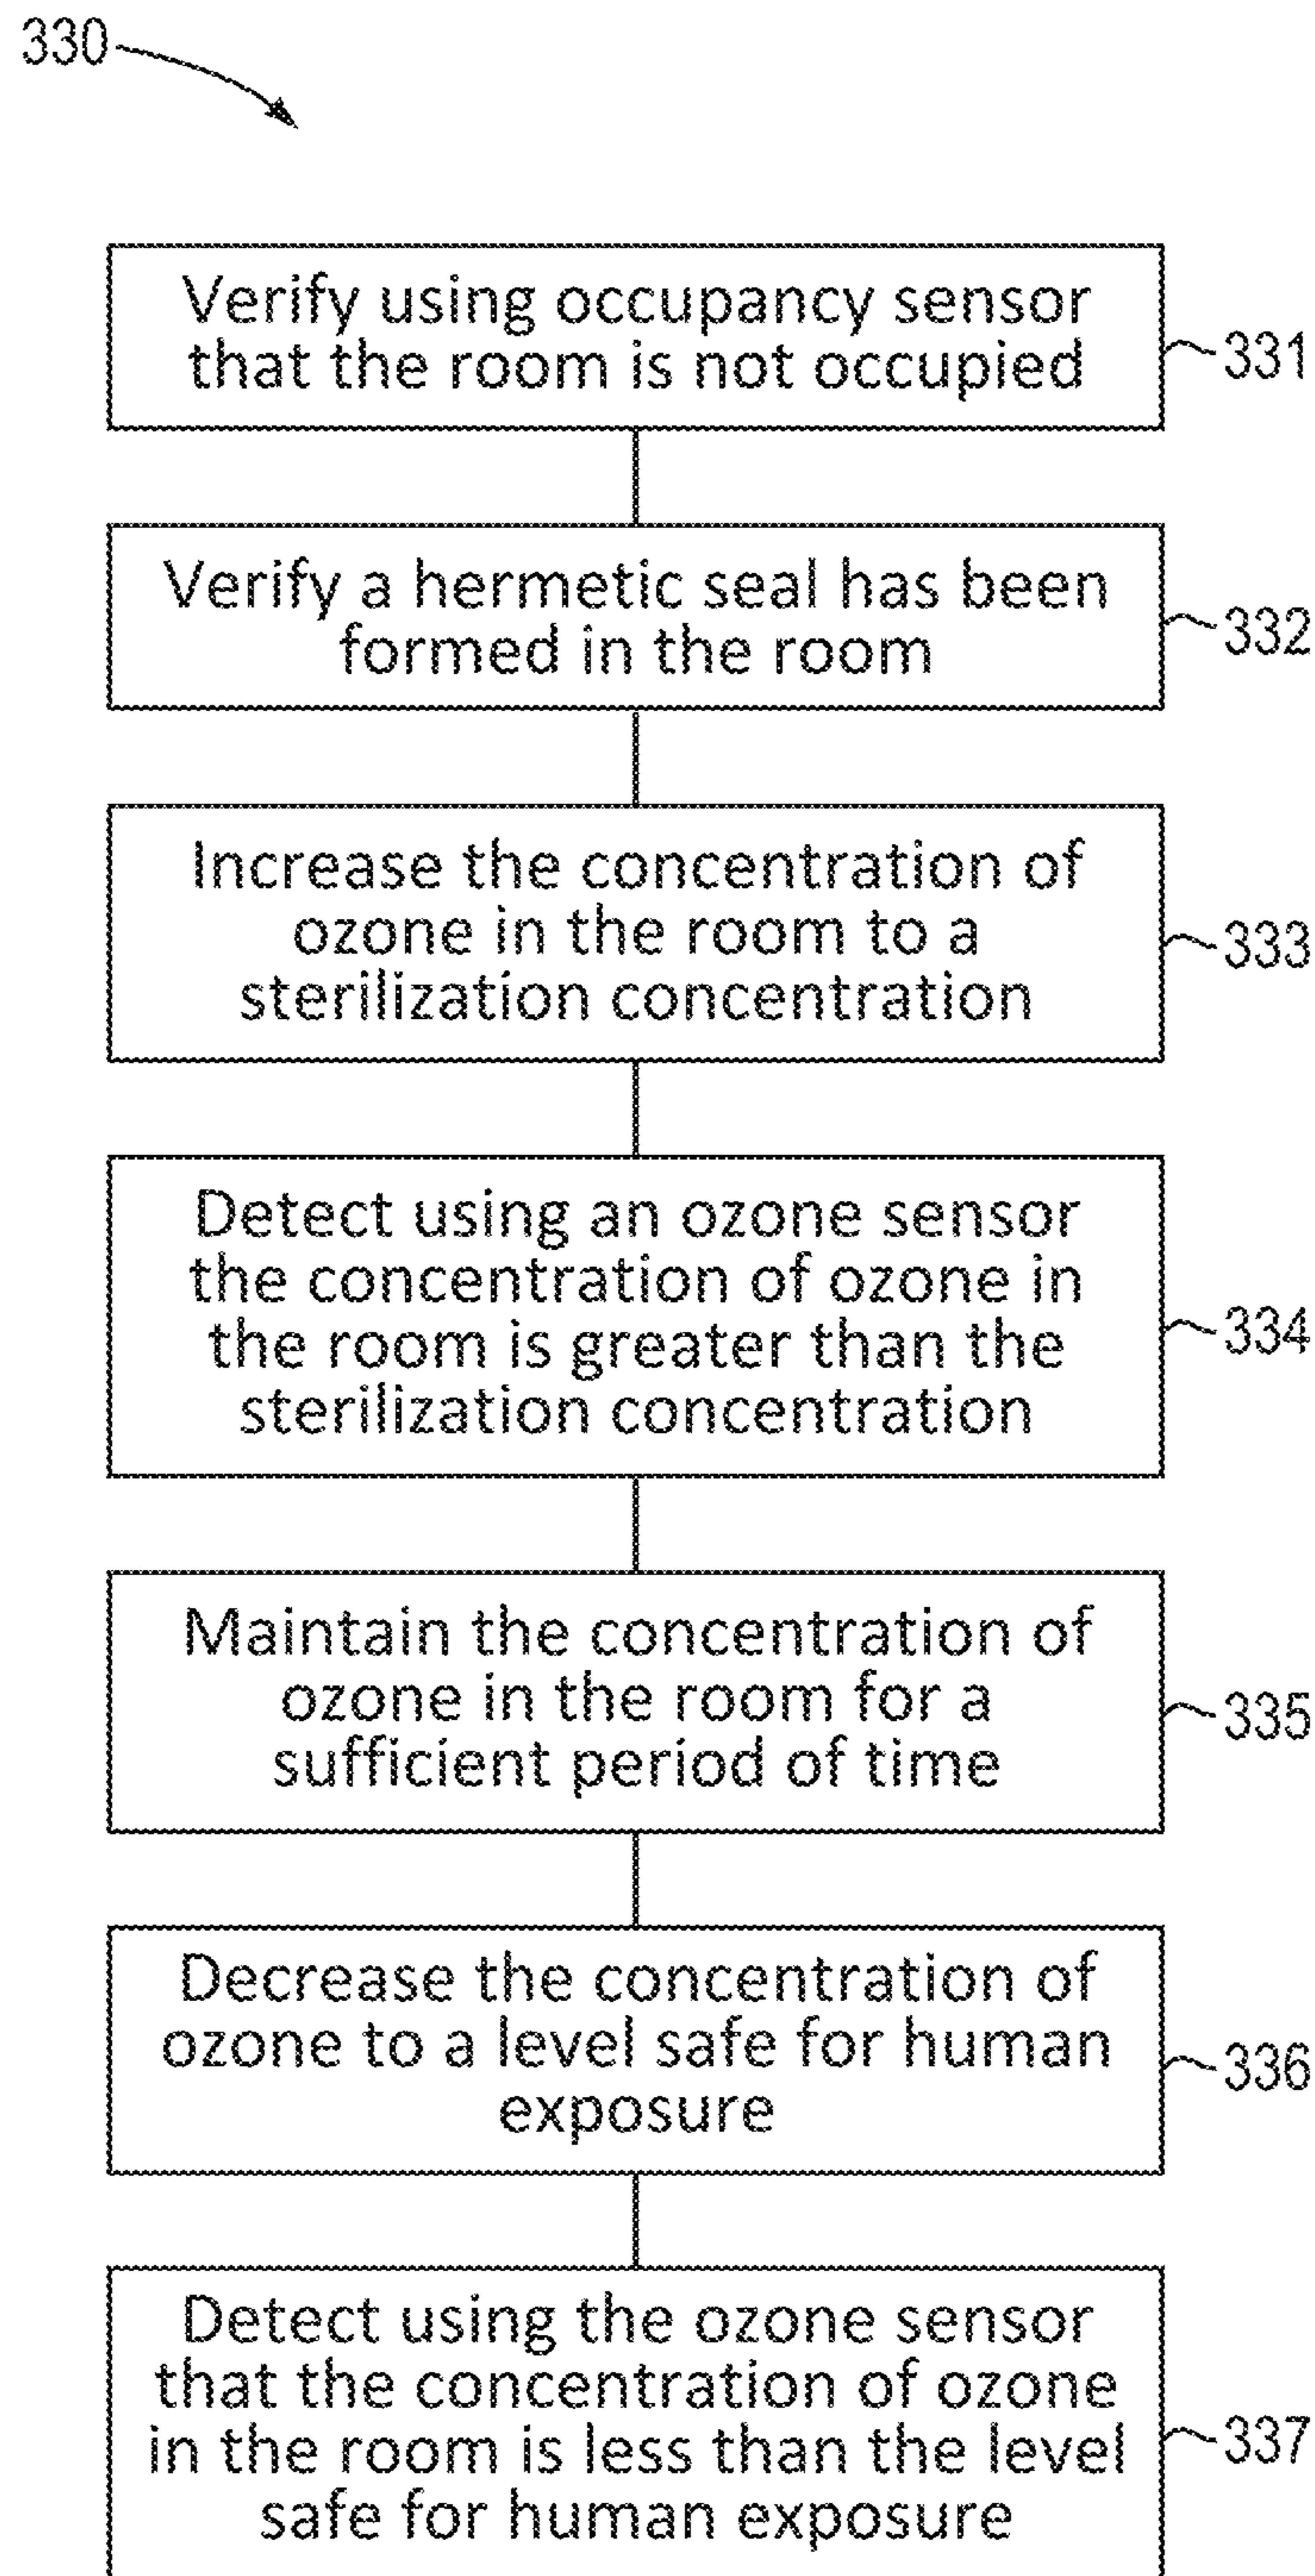 330
Verify using occupancy sensor
that the room is not occupied
331
Verify a hermetic seal has been
formed in the room
332
Increase the concentration of
ozone in the room to a
sterilization concentration
333
Detect using an ozone sensor
the concentration of ozone in
the room is greater than the
sterilization concentration
334
Maintain the concentration of
ozone in the room for a
sufficient period of time
335
Decrease the concentration of
ozone to a level safe for human
exposure
336
Detect using the ozone sensor
that the concentration of ozone
in the room is less than the level
safe for human exposure
337